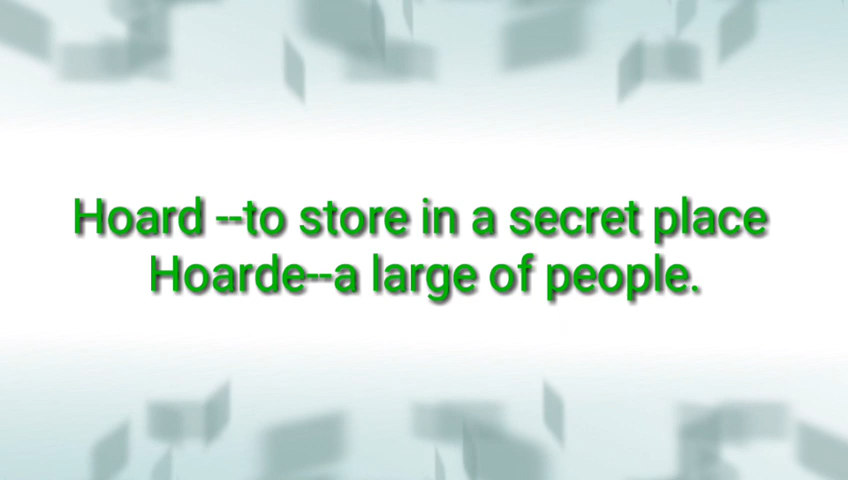 Hoard --to store in a secret place
Hoarde--a large of people.